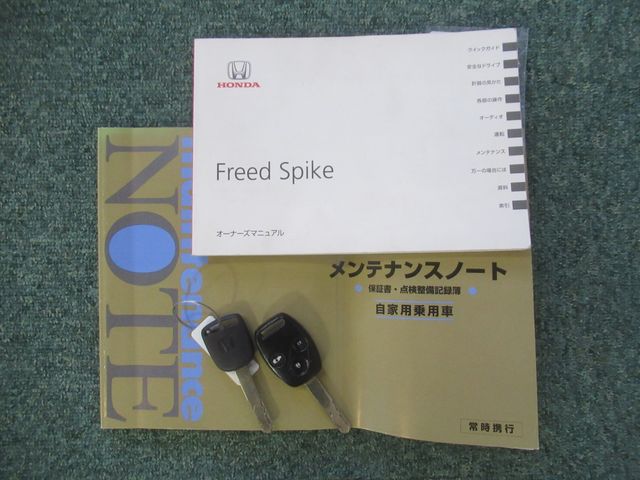 HONDA
Freed Spike
オーナーズマニュアル
クイックガイド
安全なドライブ
計器の見かた
各部の操作
オーディオ
運転
メンテナンス
万一の場合には
資料
索引
maintenance
NOTE
メンテナンスノート
保証書・点検整備記録簿
自家用乗用車
常時携行